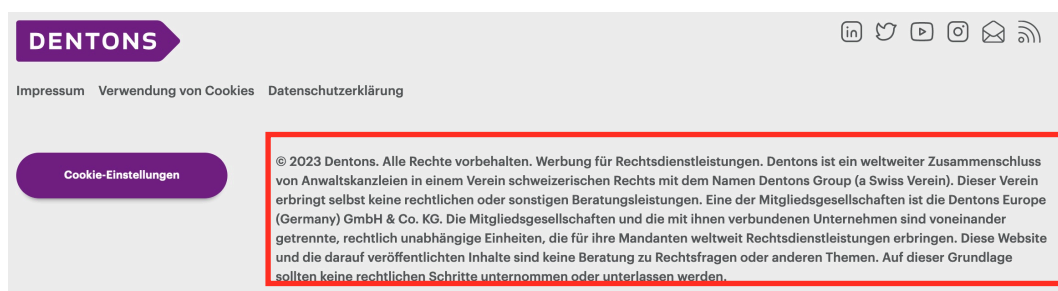 DENTONS
Impressum Verwendung von Cookies Datenschutzerklärung
Cookie-Einstellungen
© 2023 Dentons. Alle Rechte vorbehalten. Werbung für Rechtsdienstleistungen. Dentons ist ein weltweiter Zusammenschluss
von Anwaltskanzleien in einem Verein schweizerischen Rechts mit dem Namen Dentons Group (a Swiss Verein). Dieser Verein
erbringt selbst keine rechtlichen oder sonstigen Beratungsleistungen. Eine der Mitgliedsgesellschaften ist die Dentons Europe
(Germany) GmbH & Co. KG. Die Mitgliedsgesellschaften und die mit ihnen verbundenen Unternehmen sind voneinander
getrennte, rechtlich unabhängige Einheiten, die für ihre Mandanten weltweit Rechtsdienstleistungen erbringen. Diese Website
und die darauf veröffentlichten Inhalte sind keine Beratung zu Rechtsfragen oder anderen Themen. Auf dieser Grundlage
sollten keine rechtlichen Schritte unternommen oder unterlassen werden.